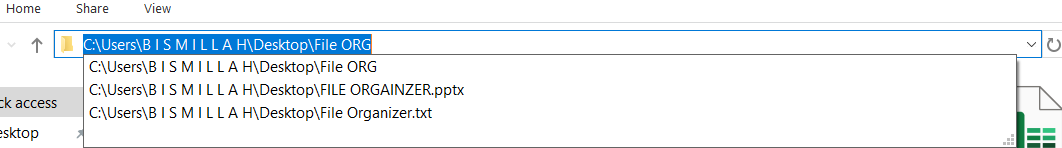 Home Share View
C:\Users\B I S M I L L A H\Desktop\File ORG
C:\Users\B I S M I L L A H\Desktop\File ORG
C:\Users\B I S M I L L A H\Desktop\FILE ORGAINZER.pptx
ck access
C:\Users\B I S M I L L A H\Desktop\File Organizer.txt
esktop